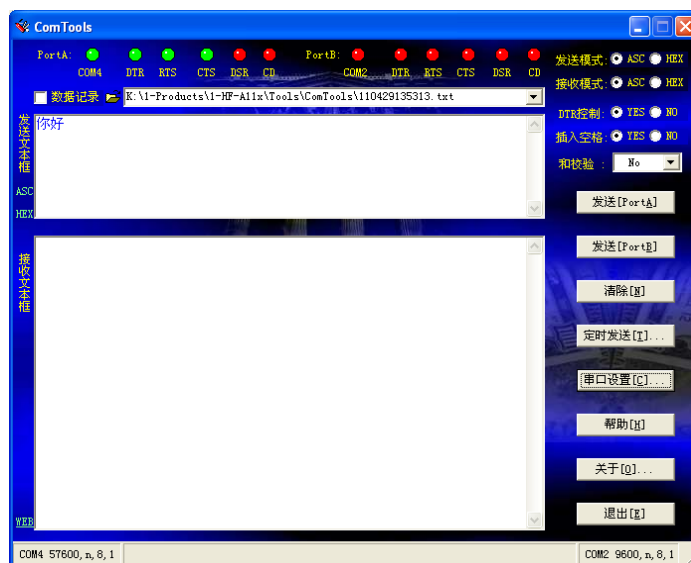 ComTools
PortA: PortB:
COM4 DTR RTS CTS DSR CD COM2 DTR RTS CTS DSR CD
发送模式: ASC HEX
接收模式: ASC HEX
数据记录 K:\1-Products\1-HF-A11x\Tools\ComTools\110429135313.txt
DTR控制: YES NO
插入空格: YES NO
和校验 : No
发送文本框
你好
ASC
HEX
发送[PortA]
发送[PortB]
接收文本框
清除[N]
定时发送[T]...
串口设置[C]...
帮助[H]
关于[O]...
退出[E]
WEB
COM4 57600, n, 8, 1 COM2 9600, n, 8, 1